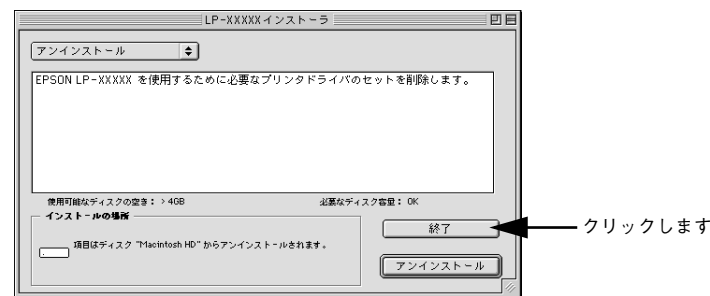 LP-XXXXXインストーラ
アンインストール
EPSON LP-XXXXX を使用するために必要なプリンタドライバのセットを削除します。
使用可能なディスクの空き：＞4GB
必要なディスク容量：0K
インストールの場所
項目はディスク "Macintosh HD" からアンインストールされます。
終了
クリックします
アンインストール